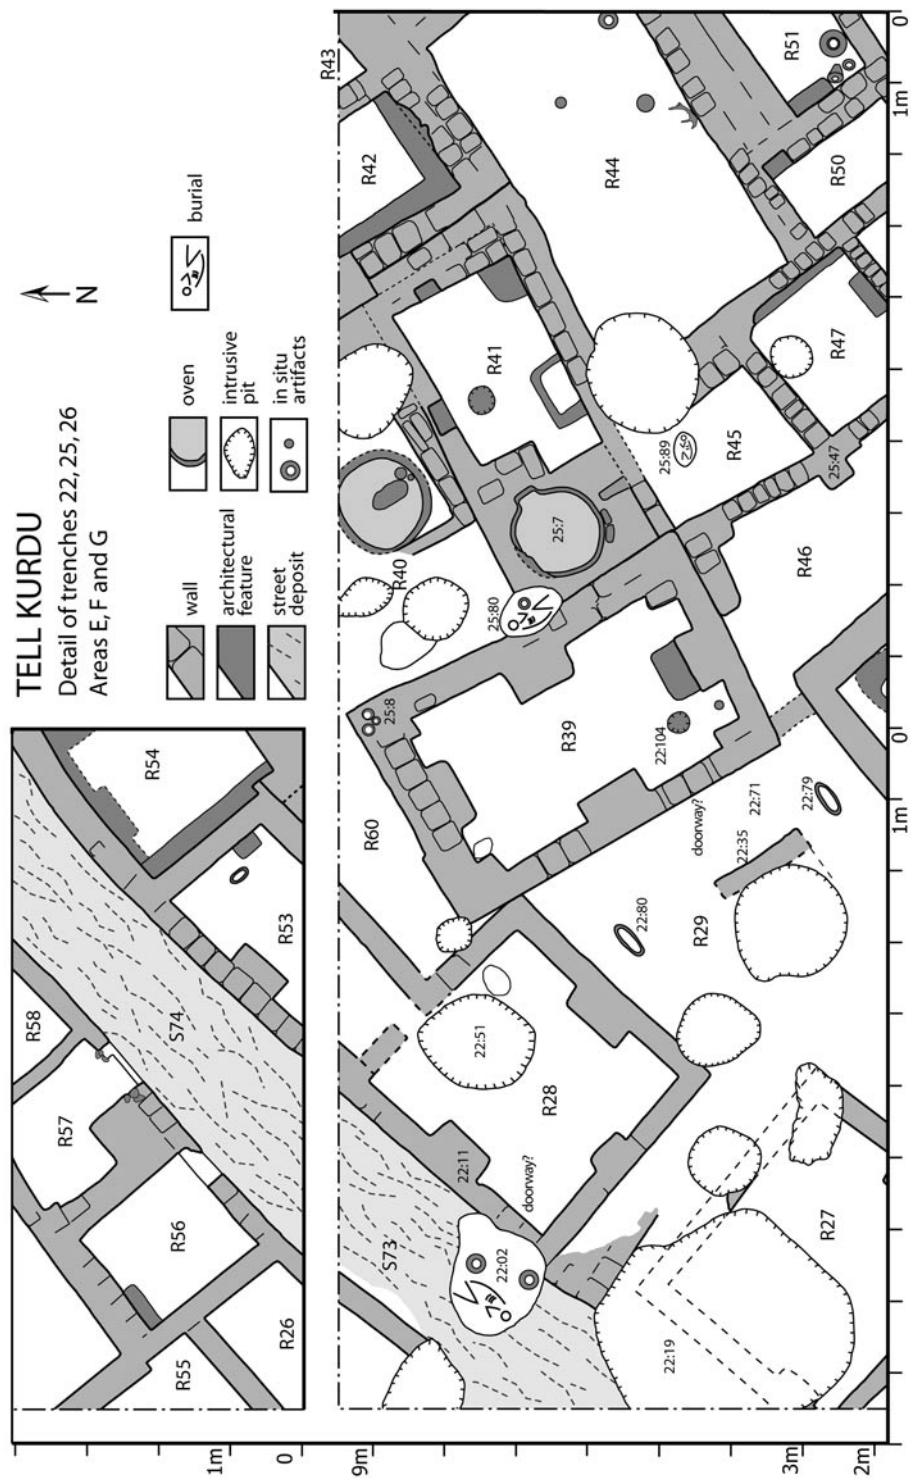 TELL KURDU
Detail of trenches 22, 25, 26
Areas E, F and G
N
wall
architectural
feature
street
deposit
oven
intrusive
pit
in situ
artifacts
burial
R58
R57
R56
R55
R26
S74
R54
R53
1m
0
R43
R42
R41
R40
R60
R39
R44
R51
R50
R47
R45
R46
R29
R28
R27
S73
25:7
25:80
25:8
25:89
25:47
22:104
doorway?
22:71
22:79
22:35
22:80
22:51
22:11
doorway?
22:02
22:19
9m
3m
2m
0
1m
0
1m